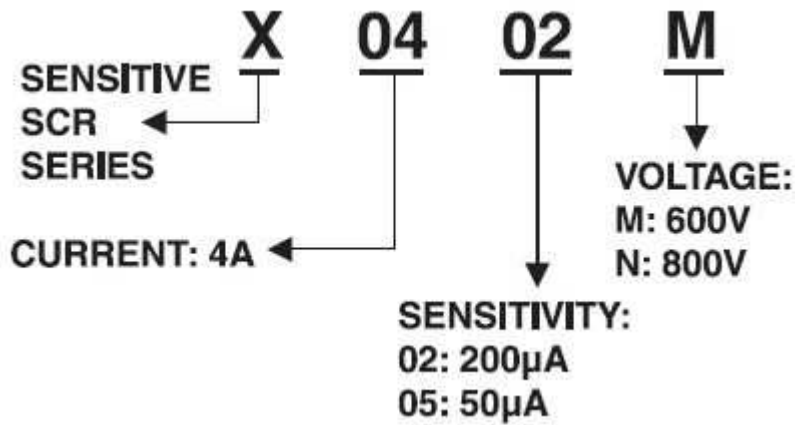 X 04 02 M
SENSITIVE
SCR
SERIES
CURRENT: 4A
SENSITIVITY:
02: 200µA
05: 50µA
VOLTAGE:
M: 600V
N: 800V